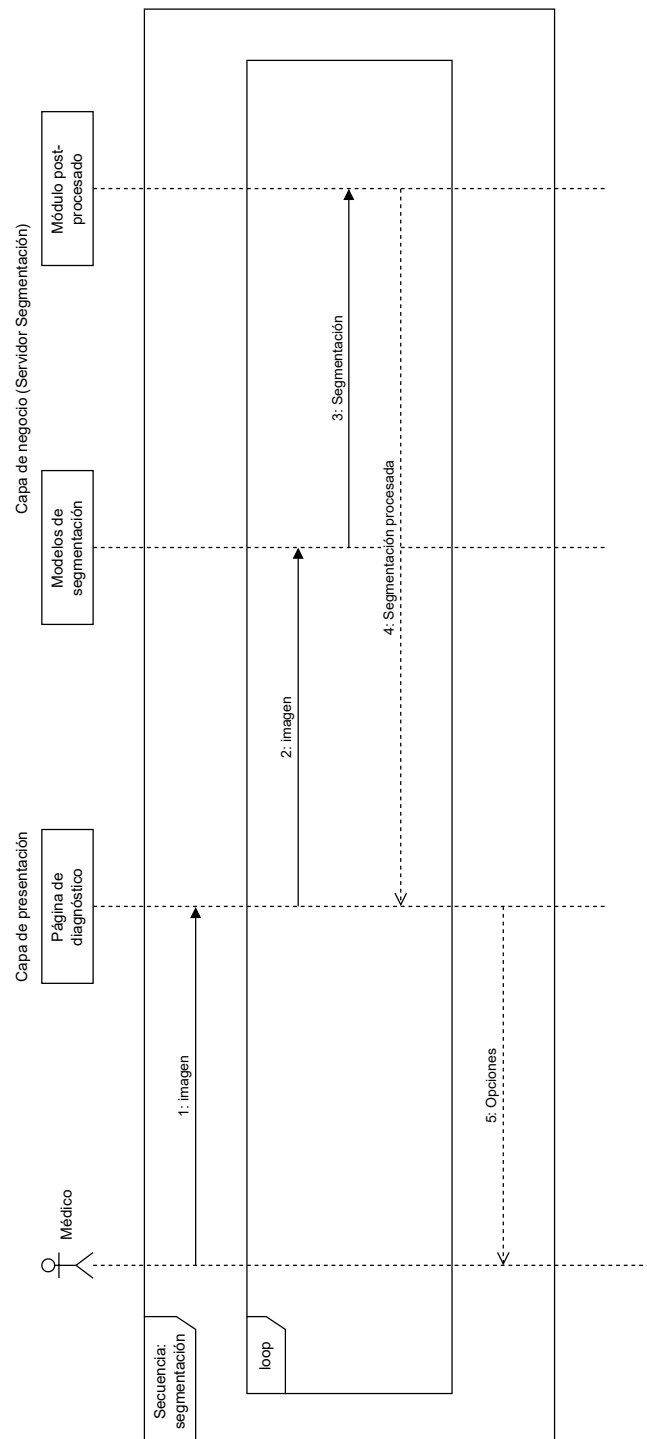 Capa de presentación
Capa de negocio (Servidor Segmentación)
Médico
Página de
diagnóstico
Modelos de
segmentación
Módulo post-
procesado
Secuencia:
segmentación
1: imagen
loop
2: imagen
3: Segmentación
4: Segmentación procesada
5: Opciones